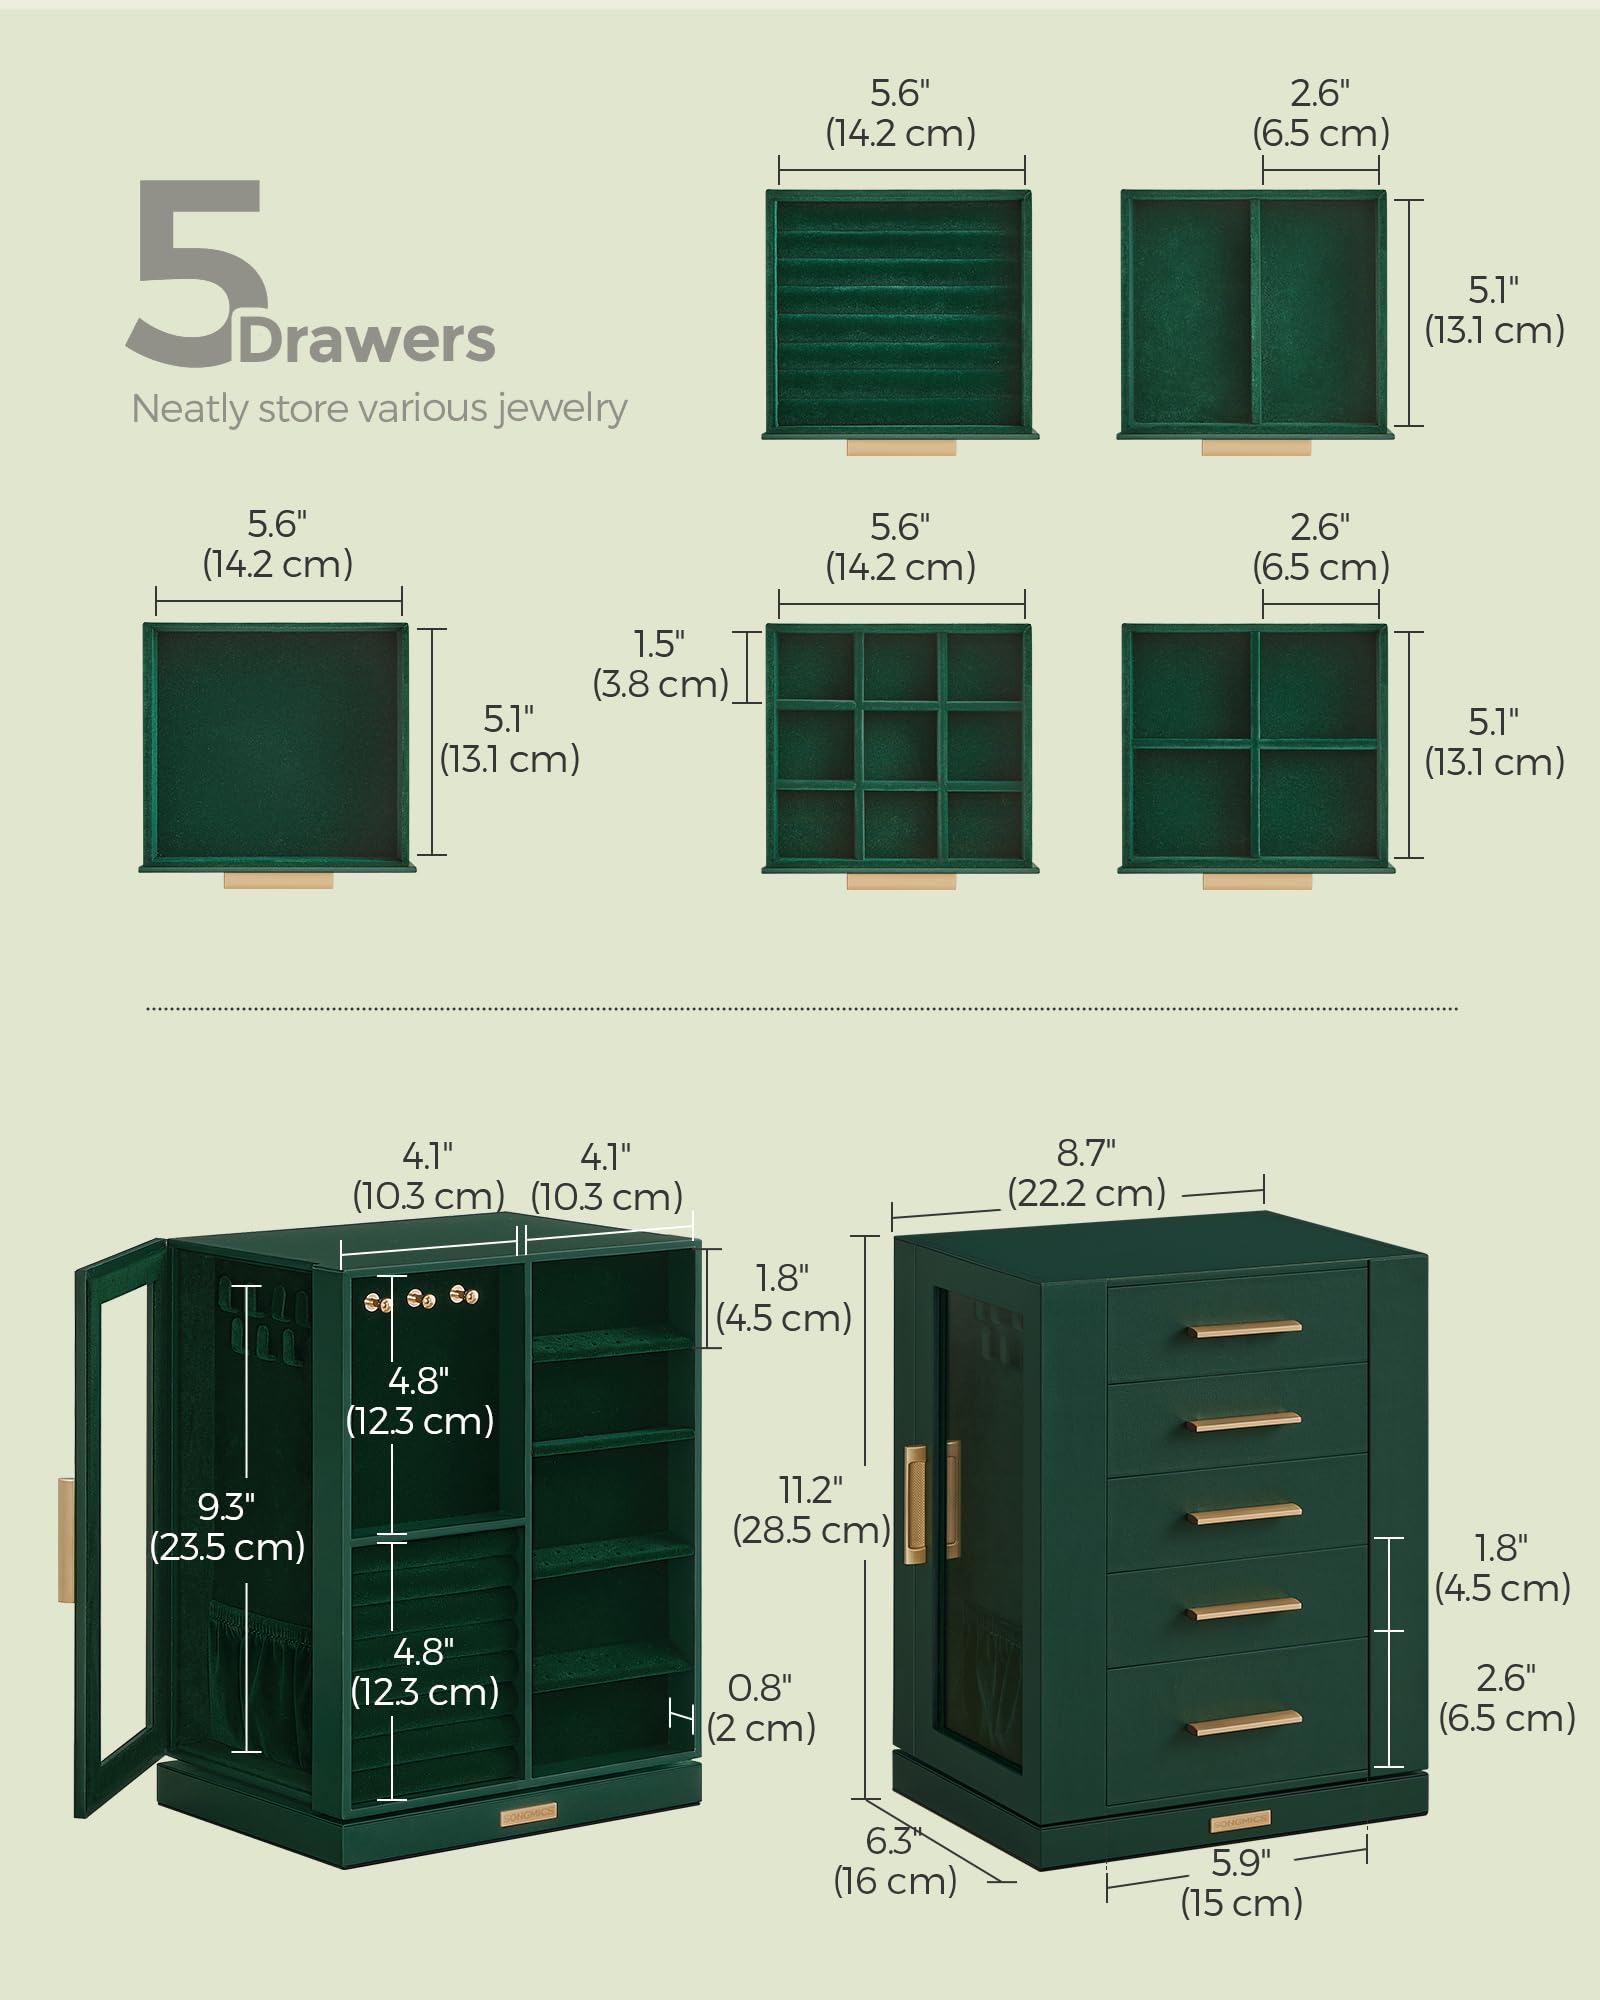 5.6"
(14.2 cm)
2.6"
(6.5 cm)
5 Drawers
Neatly store various jewelry
5.1"
(13.1 cm)
5.6"
(14.2 cm)
5.6"
(14.2 cm)
2.6"
(6.5 cm)
1.5"
(3.8 cm)
5.1"
(13.1 cm)
5.1"
(13.1 cm)
4.1"
(10.3 cm)
4.1"
(10.3 cm)
8.7"
(22.2 cm)
1.8"
(4.5 cm)
4.8"
(12.3 cm)
9.3"
(23.5 cm)
11.2"
(28.5 cm)
1.8"
(4.5 cm)
4.8"
(12.3 cm)
0.8"
(2 cm)
2.6"
(6.5 cm)
SONGMICS
SONGMICS
6.3"
(16 cm)
5.9"
(15 cm)